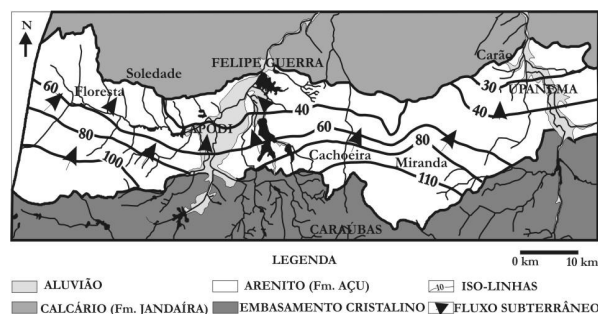 N
FELIPE GUERRA
Soledade
Carão
60
Floresta
30
UPANEMA
40
40
APODI
80
60
80
100
Cachoeira
Miranda
110
CARAÚBAS
LEGENDA
0 km 10 km
ALUVIÃO
ARENITO (Fm. AÇU)
10 ISO-LINHAS
CALCÁRIO (Fm. JANDAÍRA)
EMBASAMENTO CRISTALINO
FLUXO SUBTERRÂNEO